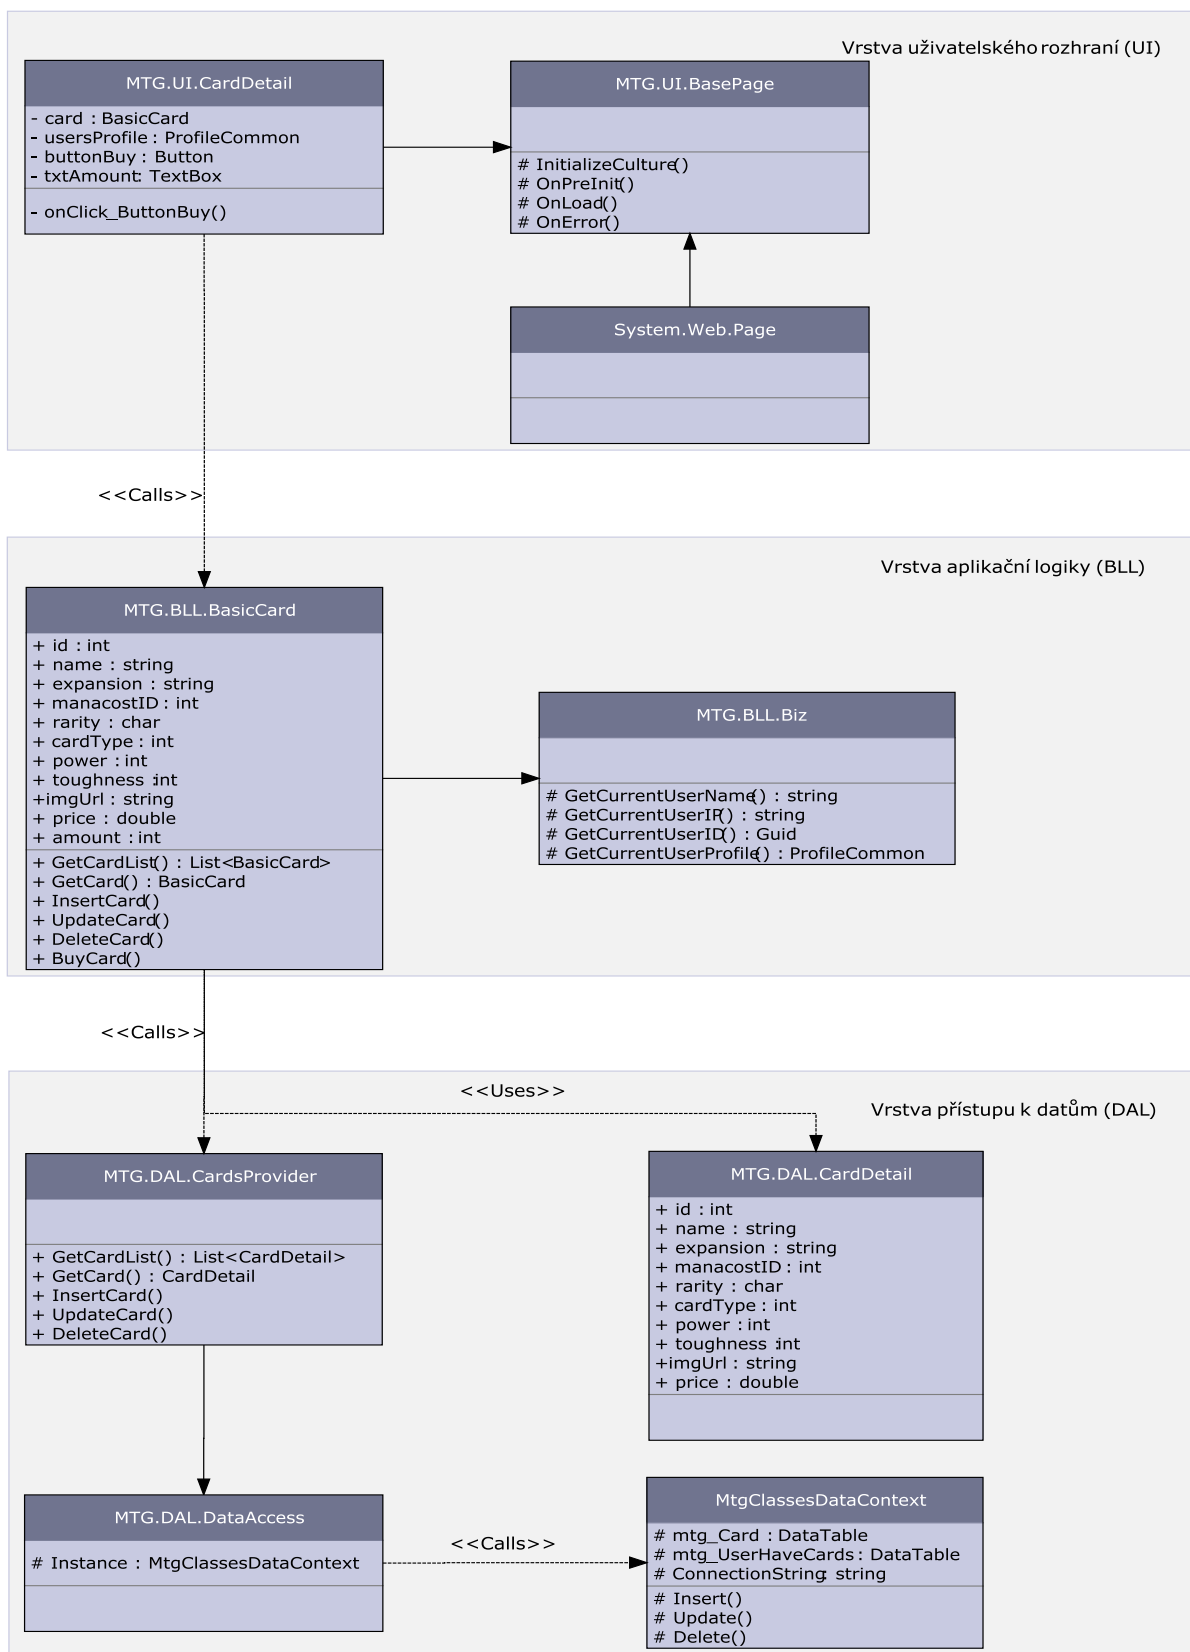 Vrstva uživatelského rozhraní (UI)
MTG.UI.CardDetail
- card : BasicCard
- usersProfile : ProfileCommon
- buttonBuy : Button
- txtAmount: TextBox
- onClick_ButtonBuy()
MTG.UI.BasePage
# InitializeCulture()
# OnPreInit()
# OnLoad()
# OnError()
System.Web.Page
<<Calls>>
Vrstva aplikační logiky (BLL)
MTG.BLL.BasicCard
+ id : int
+ name : string
+ expansion : string
+ manacostID : int
+ rarity : char
+ cardType : int
+ power : int
+ toughness :int
+imgUrl : string
+ price : double
+ amount : int
+ GetCardList() : List<BasicCard>
+ GetCard() : BasicCard
+ InsertCard()
+ UpdateCard()
+ DeleteCard()
+ BuyCard()
MTG.BLL.Biz
# GetCurrentUserName() : string
# GetCurrentUserIP() : string
# GetCurrentUserID() : Guid
# GetCurrentUserProfile() : ProfileCommon
<<Calls>>
<<Uses>>
Vrstva přístupu k datům (DAL)
MTG.DAL.CardsProvider
+ GetCardList() : List<CardDetail>
+ GetCard() : CardDetail
+ InsertCard()
+ UpdateCard()
+ DeleteCard()
MTG.DAL.CardDetail
+ id : int
+ name : string
+ expansion : string
+ manacostID : int
+ rarity : char
+ cardType : int
+ power : int
+ toughness :int
+imgUrl : string
+ price : double
MTG.DAL.DataAccess
# Instance : MtgClassesDataContext
<<Calls>>
MtgClassesDataContext
# mtg_Card : DataTable
# mtg_UserHaveCards : DataTable
# ConnectionString: string
# Insert()
# Update()
# Delete()